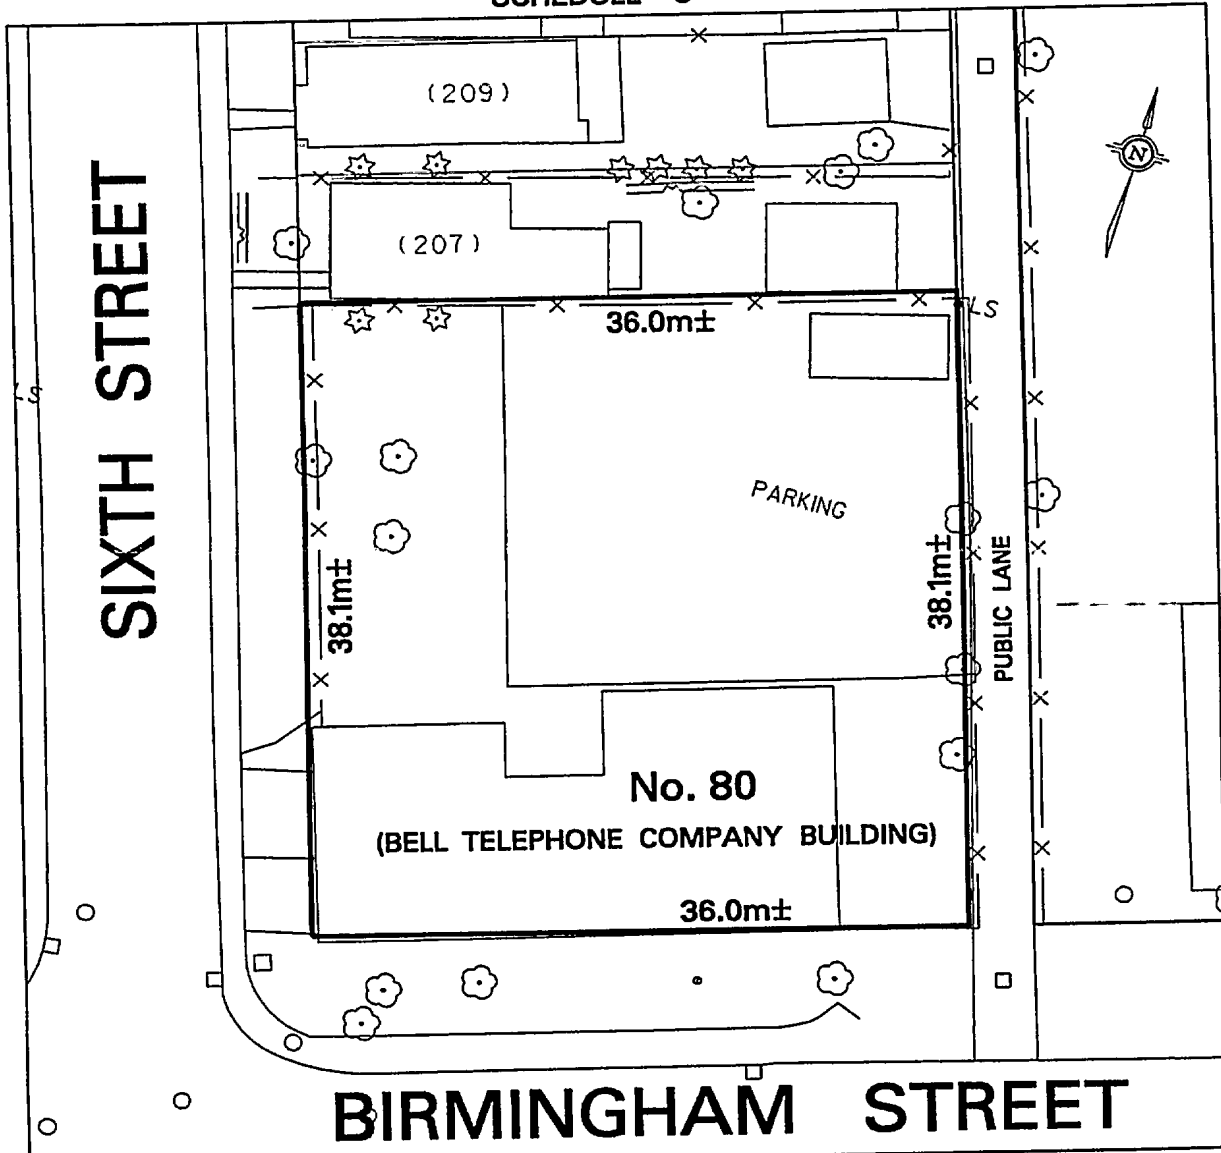 (209)
N
(207)
SIXTH STREET
36.0m±
LS
LS
PARKING
38.1m±
38.1m±
PUBLIC LANE
No. 80
(BELL TELEPHONE COMPANY BUILDING)
36.0m±
BIRMINGHAM STREET